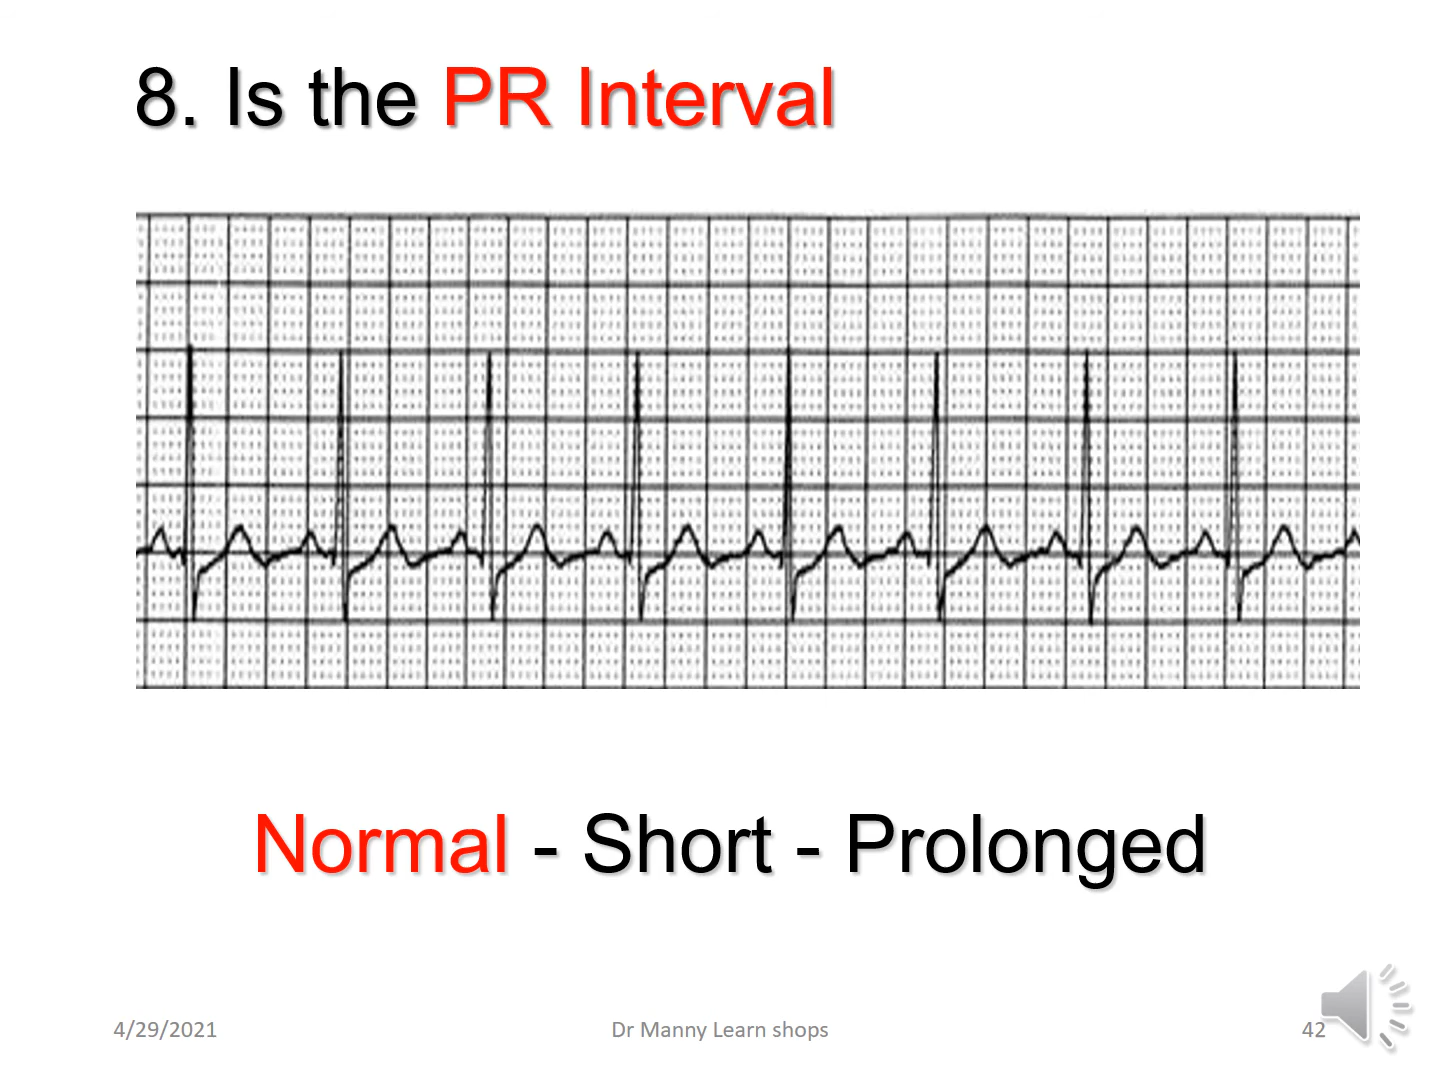 8. Is the PR Interval
Normal - Short - Prolonged
4/29/2021
Dr Manny Learn shops
42